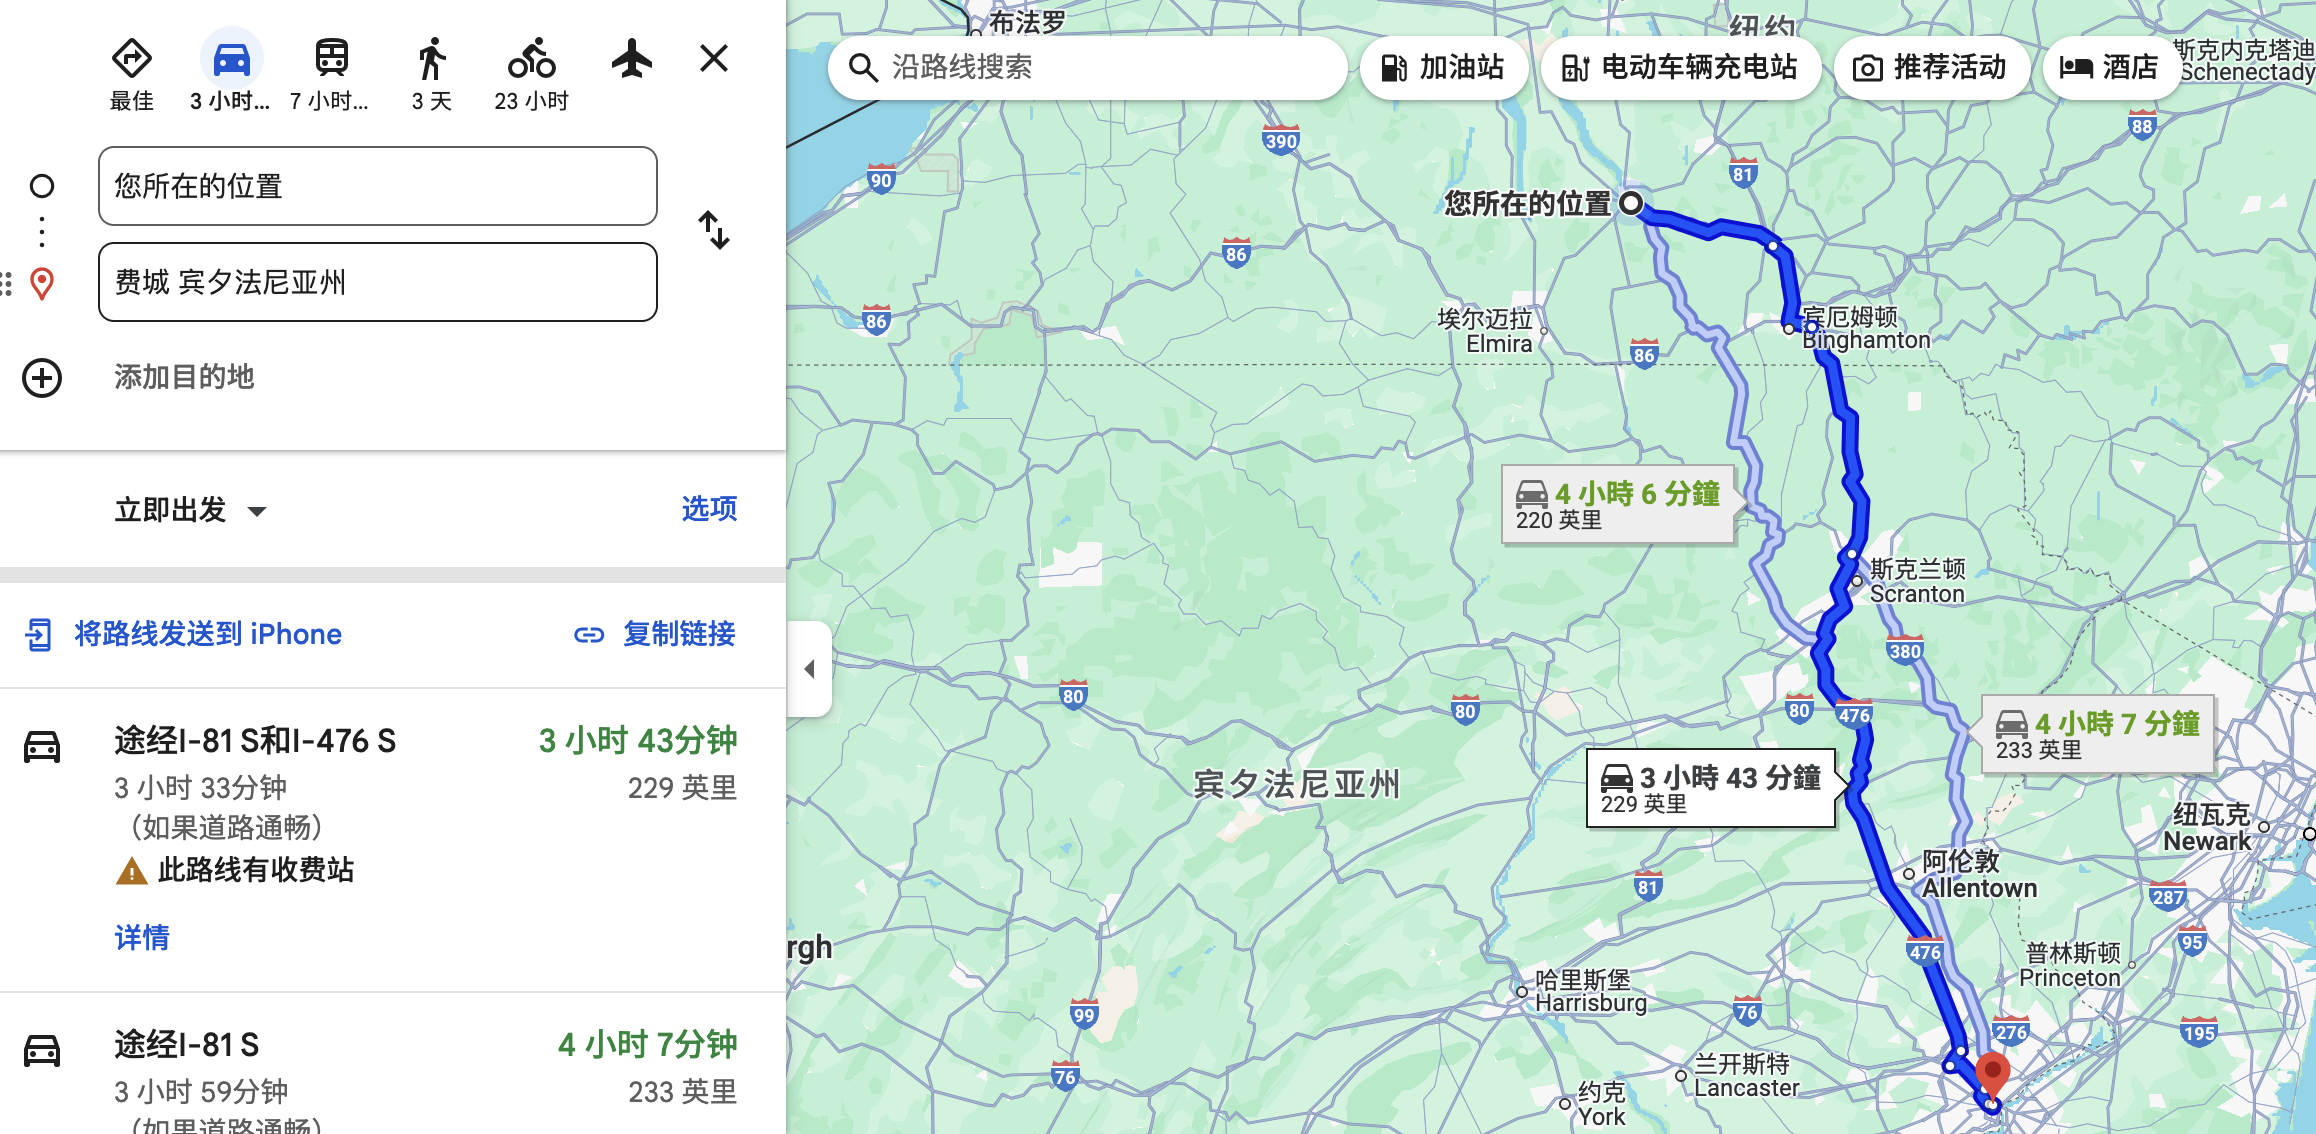 最佳
3 小时...
7 小时...
3 天
23 小时
您所在的位置
费城 宾夕法尼亚州
添加目的地
立即出发
选项
将路线发送到 iPhone
复制链接
途经I-81 S和I-476 S
3 小时 43分钟
3 小时 33分钟
229 英里
（如果道路通畅）
此路线有收费站
详情
途经I-81 S
4 小时 7分钟
3 小时 59分钟
233 英里
（如果道路通畅）
布法罗
纽约
沿路线搜索
加油站
电动车辆充电站
推荐活动
酒店
斯克内克塔迪
Schenectady
88
390
90
81
您所在的位置
86
86
埃尔迈拉
Elmira
86
宾厄姆顿
Binghamton
4 小時 6 分鐘
220 英里
斯克兰顿
Scranton
380
80
80
80
476
4 小時 7 分鐘
233 英里
宾夕法尼亚州
3 小時 43 分鐘
229 英里
纽瓦克
Newark
阿伦敦
Allentown
81
287
rgh
476
95
普林斯顿
Princeton
哈里斯堡
Harrisburg
99
76
276
195
76
兰开斯特
Lancaster
约克
York